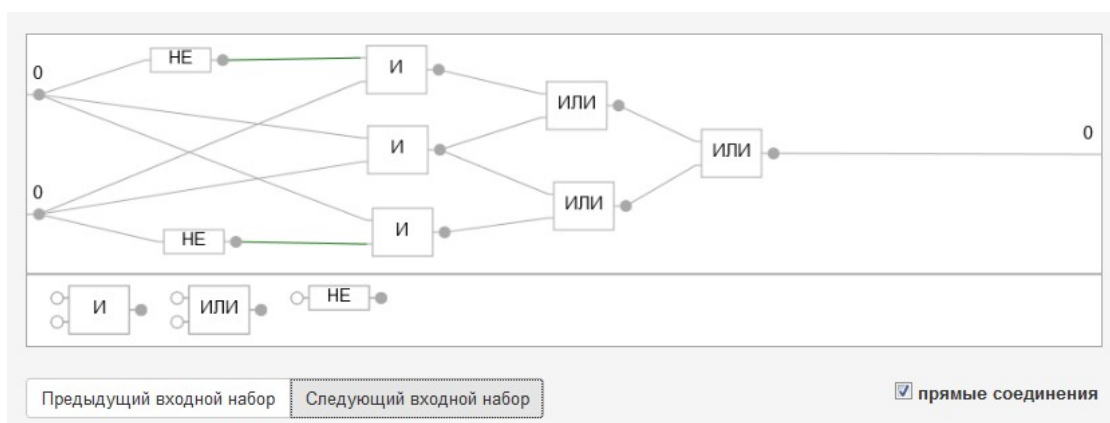 НЕ
0
И
ИЛИ
И
ИЛИ
0
0
ИЛИ
НЕ
И
И
ИЛИ
НЕ
Предыдущий входной набор
Следующий входной набор
прямые соединения